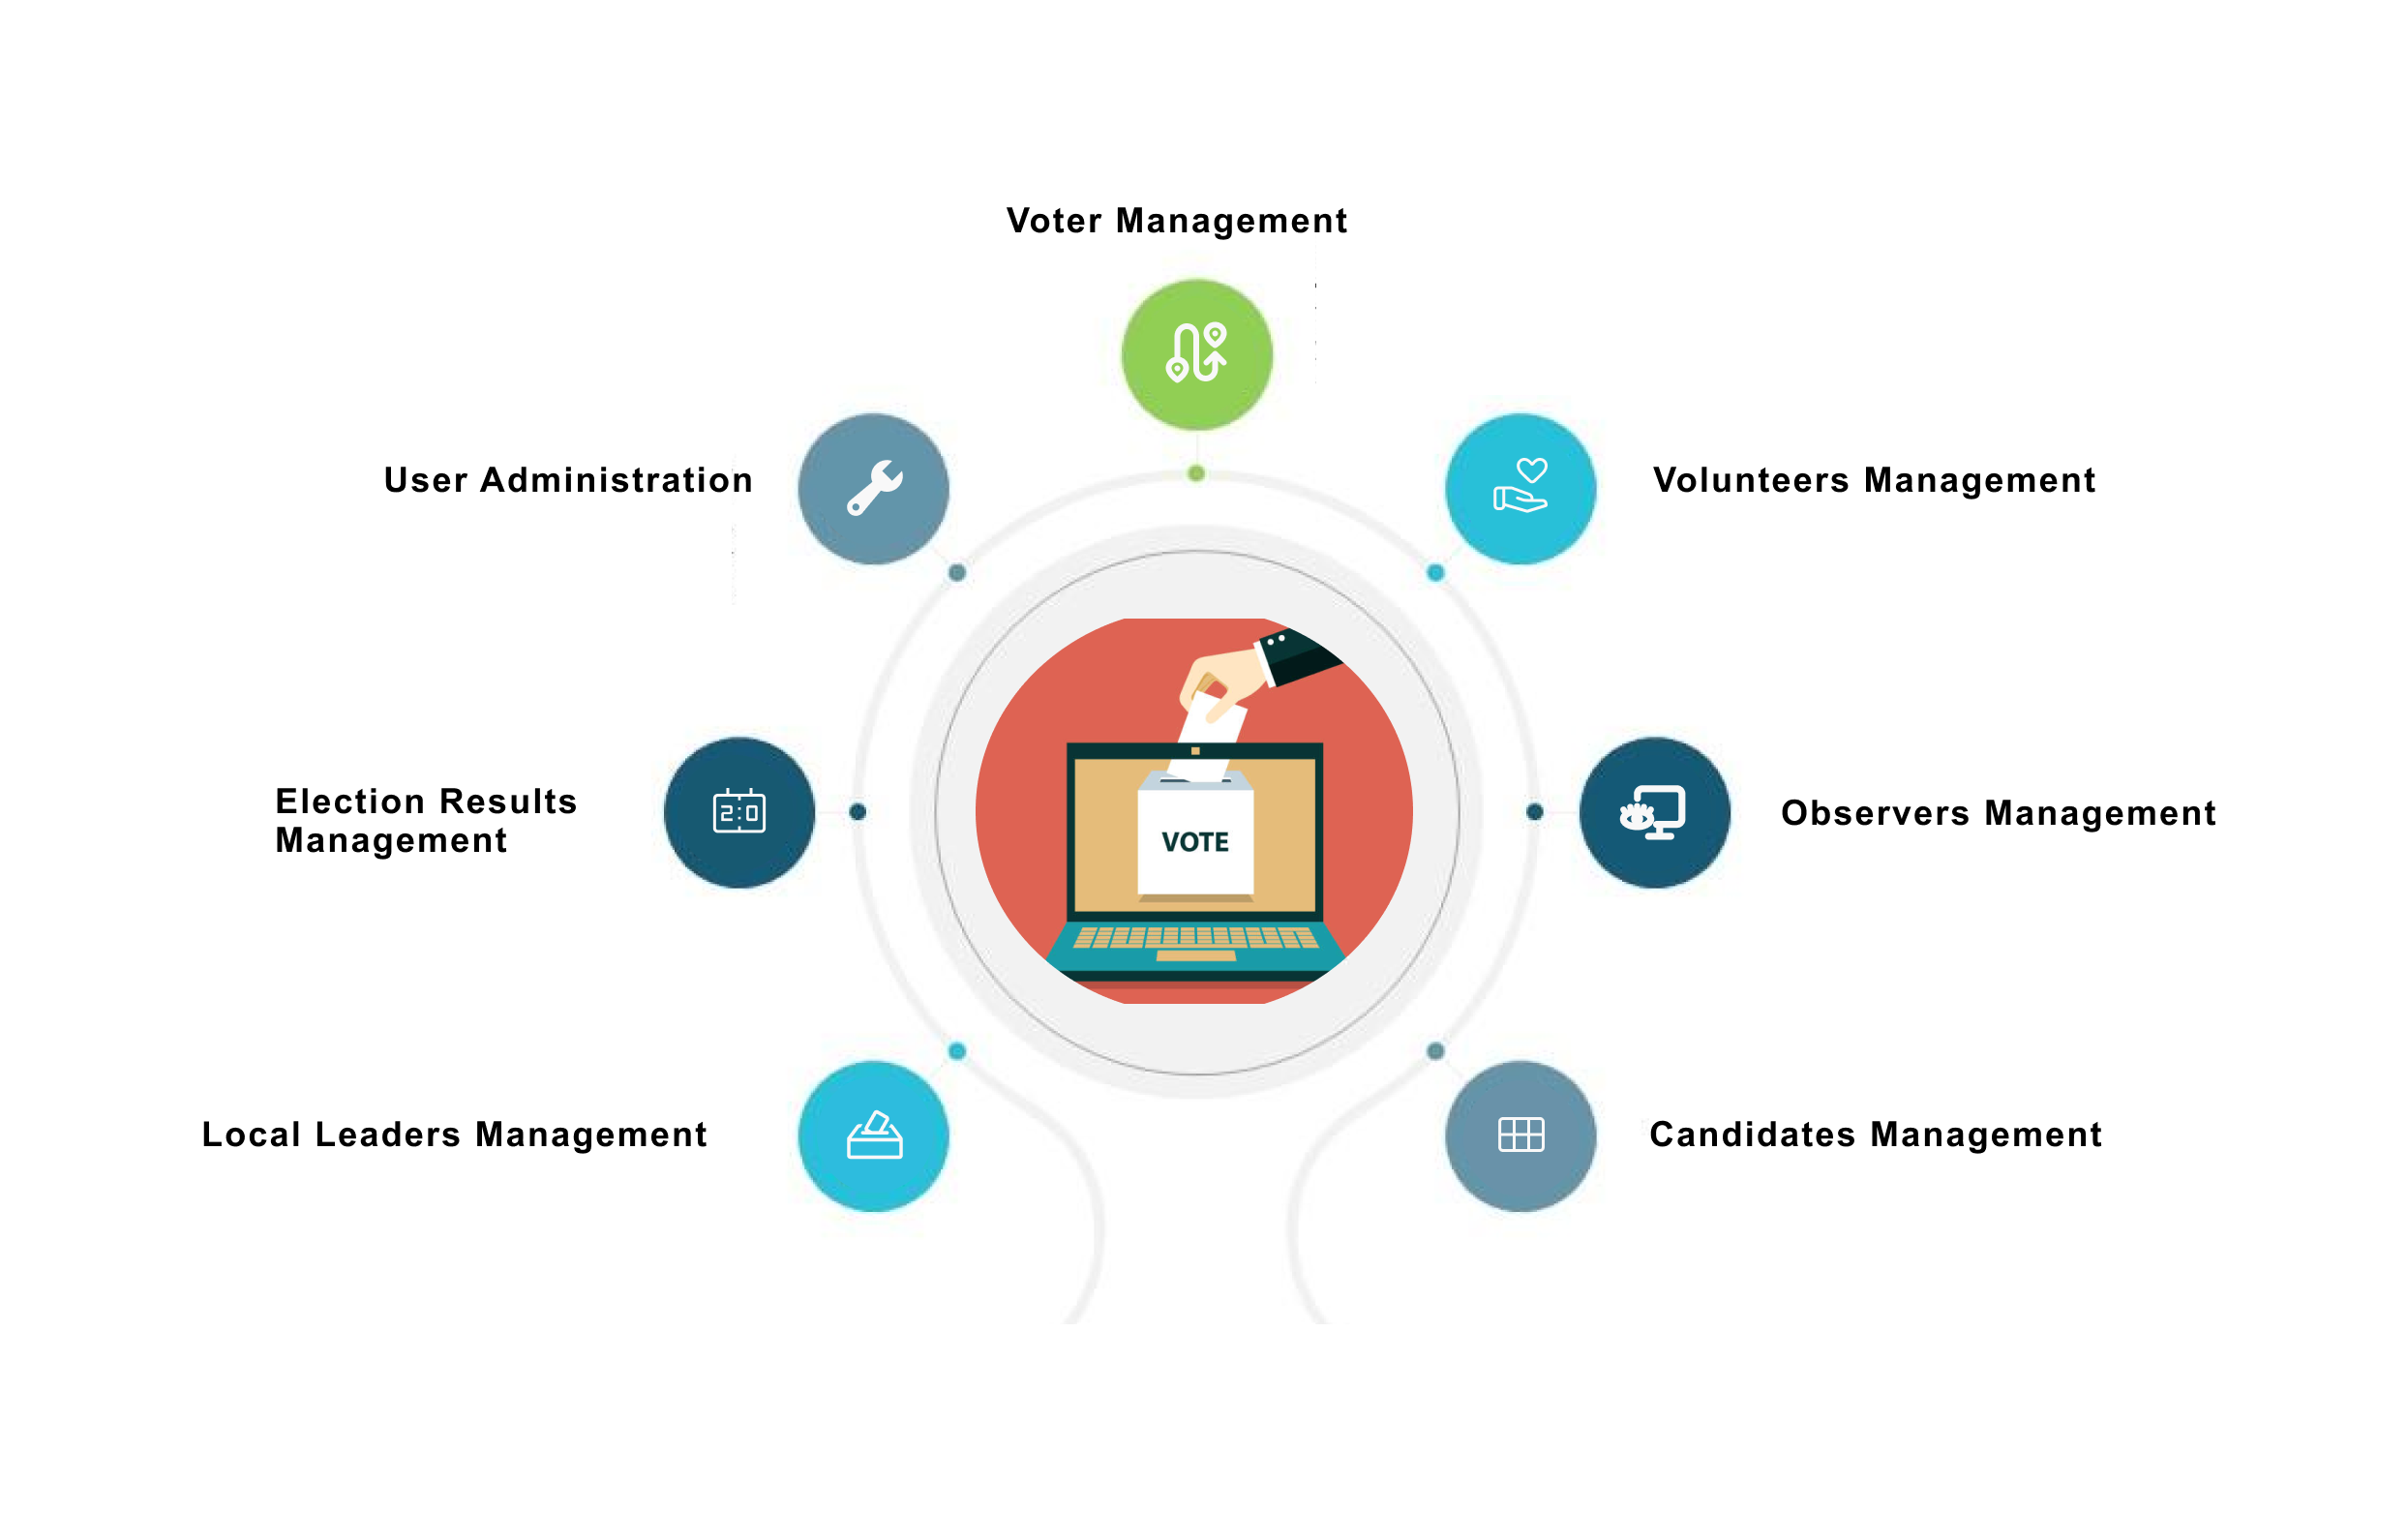 Voter Management
User Administration
Volunteers Management
Election Results
Management
2:0
VOTE
Observers Management
Local Leaders Management
Candidates Management